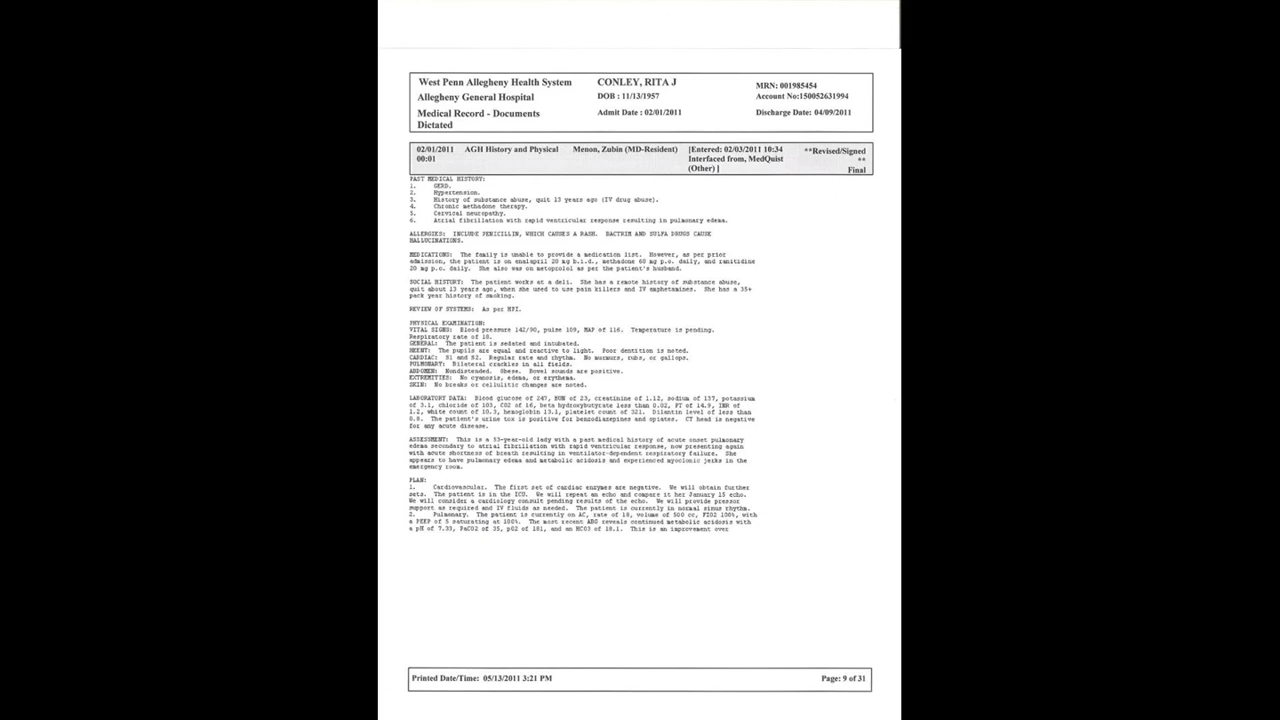 West Penn Allegheny Health System
Allegheny General Hospital
Medical Record - Documents
Dictated
CONLEY, RITA J
DOB : 11/13/1957
Admit Date : 02/01/2011
MRN: 001985454
Account No:150052631994
Discharge Date: 04/09/2011
02/01/2011 AGH History and Physical Menon, Zubin (MD-Resident) [Entered: 02/03/2011 10:34 **Revised/Signed
00:01 Interfaced from, MedQuist **
(Other) ] Final
PAST MEDICAL HISTORY:
1. GERD.
2. Hypertension.
3. History of substance abuse, quit 13 years ago (IV drug abuse).
4. Chronic methadone therapy.
5. Cervical neuropathy.
6. Atrial fibrillation with rapid ventricular response resulting in pulmonary edema.
ALLERGIES: INCLUDE PENICILLIN, WHICH CAUSES A RASH. BACTRIM AND SULFA DRUGS CAUSE
HALLUCINATIONS.
MEDICATIONS: The family is unable to provide a medication list. However, as per prior
admission, the patient is on enalapril 20 mg b.i.d., methadone 60 mg p.o. daily, and ranitidine
20 mg p.o. daily. She also was on metoprolol as per the patient's husband.
SOCIAL HISTORY: The patient works at a deli. She has a remote history of substance abuse,
quit about 13 years ago, when she used to use pain killers and IV amphetamines. She has a 35+
pack year history of smoking.
REVIEW OF SYSTEMS: As per HPI.
PHYSICAL EXAMINATION:
VITAL SIGNS: Blood pressure 142/90, pulse 109, MAP of 116. Temperature is pending.
Respiratory rate of 18.
GENERAL: The patient is sedated and intubated.
HEENT: The pupils are equal and reactive to light. Poor dentition is noted.
CARDIAC: S1 and S2. Regular rate and rhythm. No murmurs, rubs, or gallops.
PULMONARY: Bilateral crackles in all fields.
ABDOMEN: Nondistended. Obese. Bowel sounds are positive.
EXTREMITIES: No cyanosis, edema, or erythema.
SKIN: No breaks or cellulitic changes are noted.
LABORATORY DATA: Blood glucose of 247, BUN of 23, creatinine of 1.12, sodium of 137, potassium
of 3.1, chloride of 103, CO2 of 16, beta hydroxybutyrate less than 0.02, PT of 14.9, INR of
1.2, white count of 10.3, hemoglobin 13.1, platelet count of 321. Dilantin level of less than
0.8. The patient's urine tox is positive for benzodiazepines and opiates. CT head is negative
for any acute disease.
ASSESSMENT: This is a 53-year-old lady with a past medical history of acute onset pulmonary
edema secondary to atrial fibrillation with rapid ventricular response, now presenting again
with acute shortness of breath resulting in ventilator-dependent respiratory failure. She
appears to have pulmonary edema and metabolic acidosis and experienced myoclonic jerks in the
emergency room.
PLAN:
1. Cardiovascular. The first set of cardiac enzymes are negative. We will obtain further
sets. The patient is in the ICU. We will repeat an echo and compare it her January 15 echo.
We will consider a cardiology consult pending results of the echo. We will provide pressor
support as required and IV fluids as needed. The patient is currently in normal sinus rhythm.
2. Pulmonary. The patient is currently on AC, rate of 18, volume of 500 cc, FIO2 100%, with
a PEEP of 5 saturating at 100%. The most recent ABG reveals continued metabolic acidosis with
a pH of 7.33, PaCO2 of 35, pO2 of 181, and an HCO3 of 18.1. This is an improvement over
Printed Date/Time: 05/13/2011 3:21 PM
Page: 9 of 31